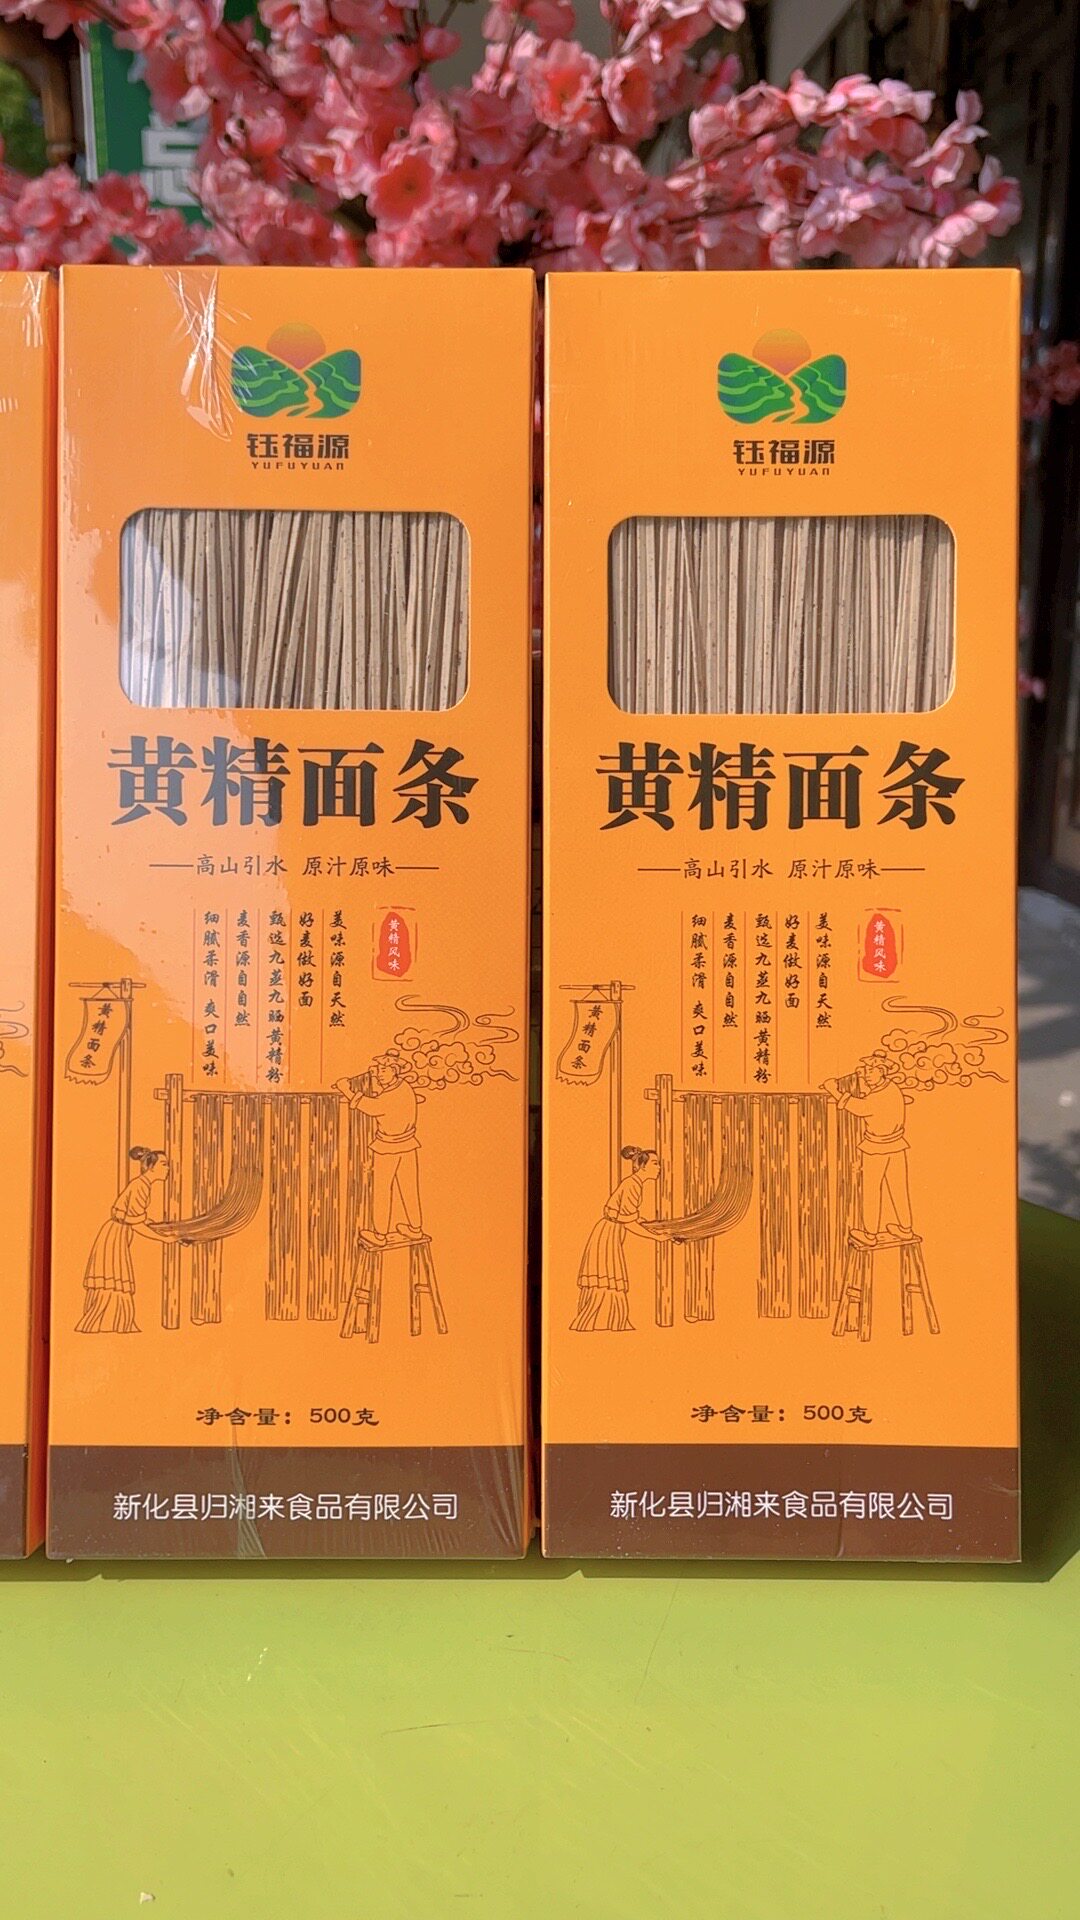 钰福源
YUFUYUAN
黄精面条
高山引水 原汁原味
黄精风味
美味源自天然
好麦做好面
甄选九蒸九晒黄精粉
麦香源自自然
细腻柔滑 爽口美味
黄精面条
净含量：500克
新化县归湘来食品有限公司
钰福源
YUFUYUAN
黄精面条
高山引水 原汁原味
黄精风味
美味源自天然
好麦做好面
甄选九蒸九晒黄精粉
麦香源自自然
细腻柔滑 爽口美味
黄精面条
净含量：500克
新化县归湘来食品有限公司